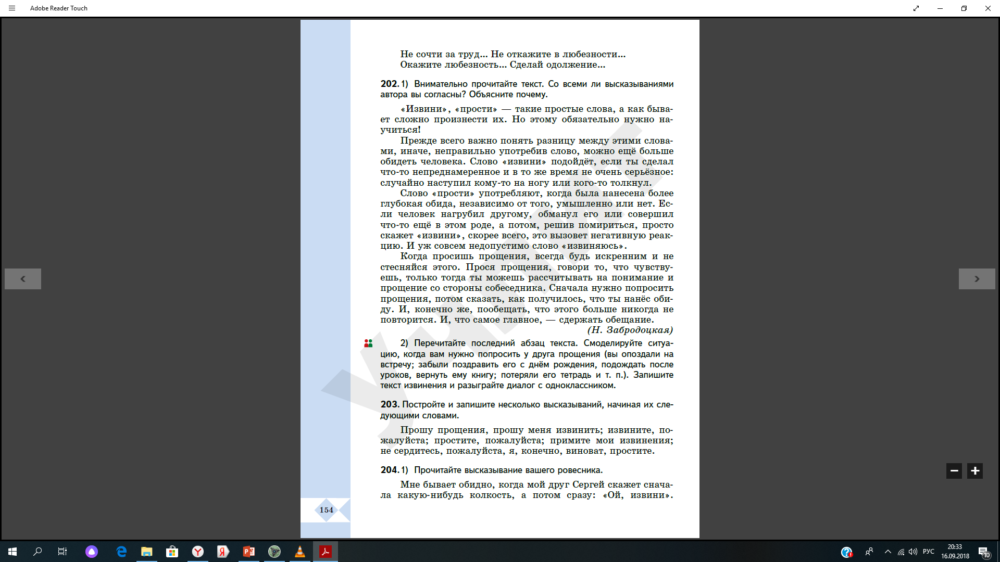 Adobe Reader Touch
Не сочти за труд... Не откажите в любезности...
Окажите любезность... Сделай одолжение...
202. 1) Внимательно прочитайте текст. Со всеми ли высказываниями
автора вы согласны? Объясните почему.
«Извини», «прости» — такие простые слова, а как быва-
ет сложно произнести их. Но этому обязательно нужно на-
учиться!
Прежде всего важно понять разницу между этими слова-
ми, иначе, неправильно употребив слово, можно ещё больше
обидеть человека. Слово «извини» подойдёт, если ты сделал
что-то непреднамеренное и в то же время не очень серьёзное:
случайно наступил кому-то на ногу или кого-то толкнул.
Слово «прости» употребляют, когда была нанесена более
глубокая обида, независимо от того, умышленно или нет. Ес-
ли человек нагрубил другому, обманул его или совершил
что-то ещё в этом роде, а потом, решив помириться, просто
скажет «извини», скорее всего, это вызовет негативную реак-
цию. И уж совсем недопустимо слово «извиняюсь».
Когда просишь прощения, всегда будь искренним и не
стесняйся этого. Прося прощения, говори то, что чувству-
ешь, только тогда ты можешь рассчитывать на понимание и
прощение со стороны собеседника. Сначала нужно попросить
прощения, потом сказать, как получилось, что ты нанёс оби-
ду. И, конечно же, пообещать, что этого больше никогда не
повторится. И, что самое главное, — сдержать обещание.
(Н. Забродоцкая)
2) Перечитайте последний абзац текста. Смоделируйте ситуа-
цию, когда вам нужно попросить у друга прощения (вы опоздали на
встречу; забыли поздравить его с днём рождения, подождать после
уроков, вернуть ему книгу; потеряли его тетрадь и т. п.). Запишите
текст извинения и разыграйте диалог с одноклассником.
203. Постройте и запишите несколько высказываний, начиная их сле-
дующими словами.
Прошу прощения, прошу меня извинить; извините, по-
жалуйста; простите, пожалуйста; примите мои извинения;
не сердитесь, пожалуйста, я, конечно, виноват, простите.
204. 1) Прочитайте высказывание вашего ровесника.
Мне бывает обидно, когда мой друг Сергей скажет снача-
ла какую-нибудь колкость, а потом сразу: «Ой, извини».
154
Учлит
РУС
20:33
16.09.2018
10